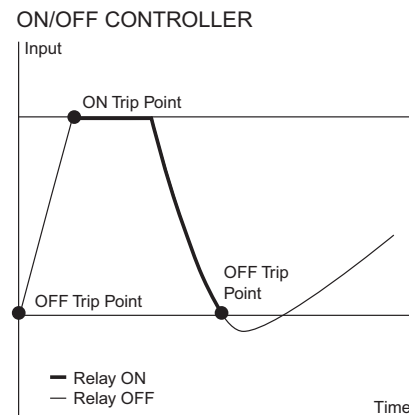 ON/OFF CONTROLLER
Input
ON Trip Point
OFF Trip
Point
OFF Trip Point
Relay ON
Relay OFF
Time